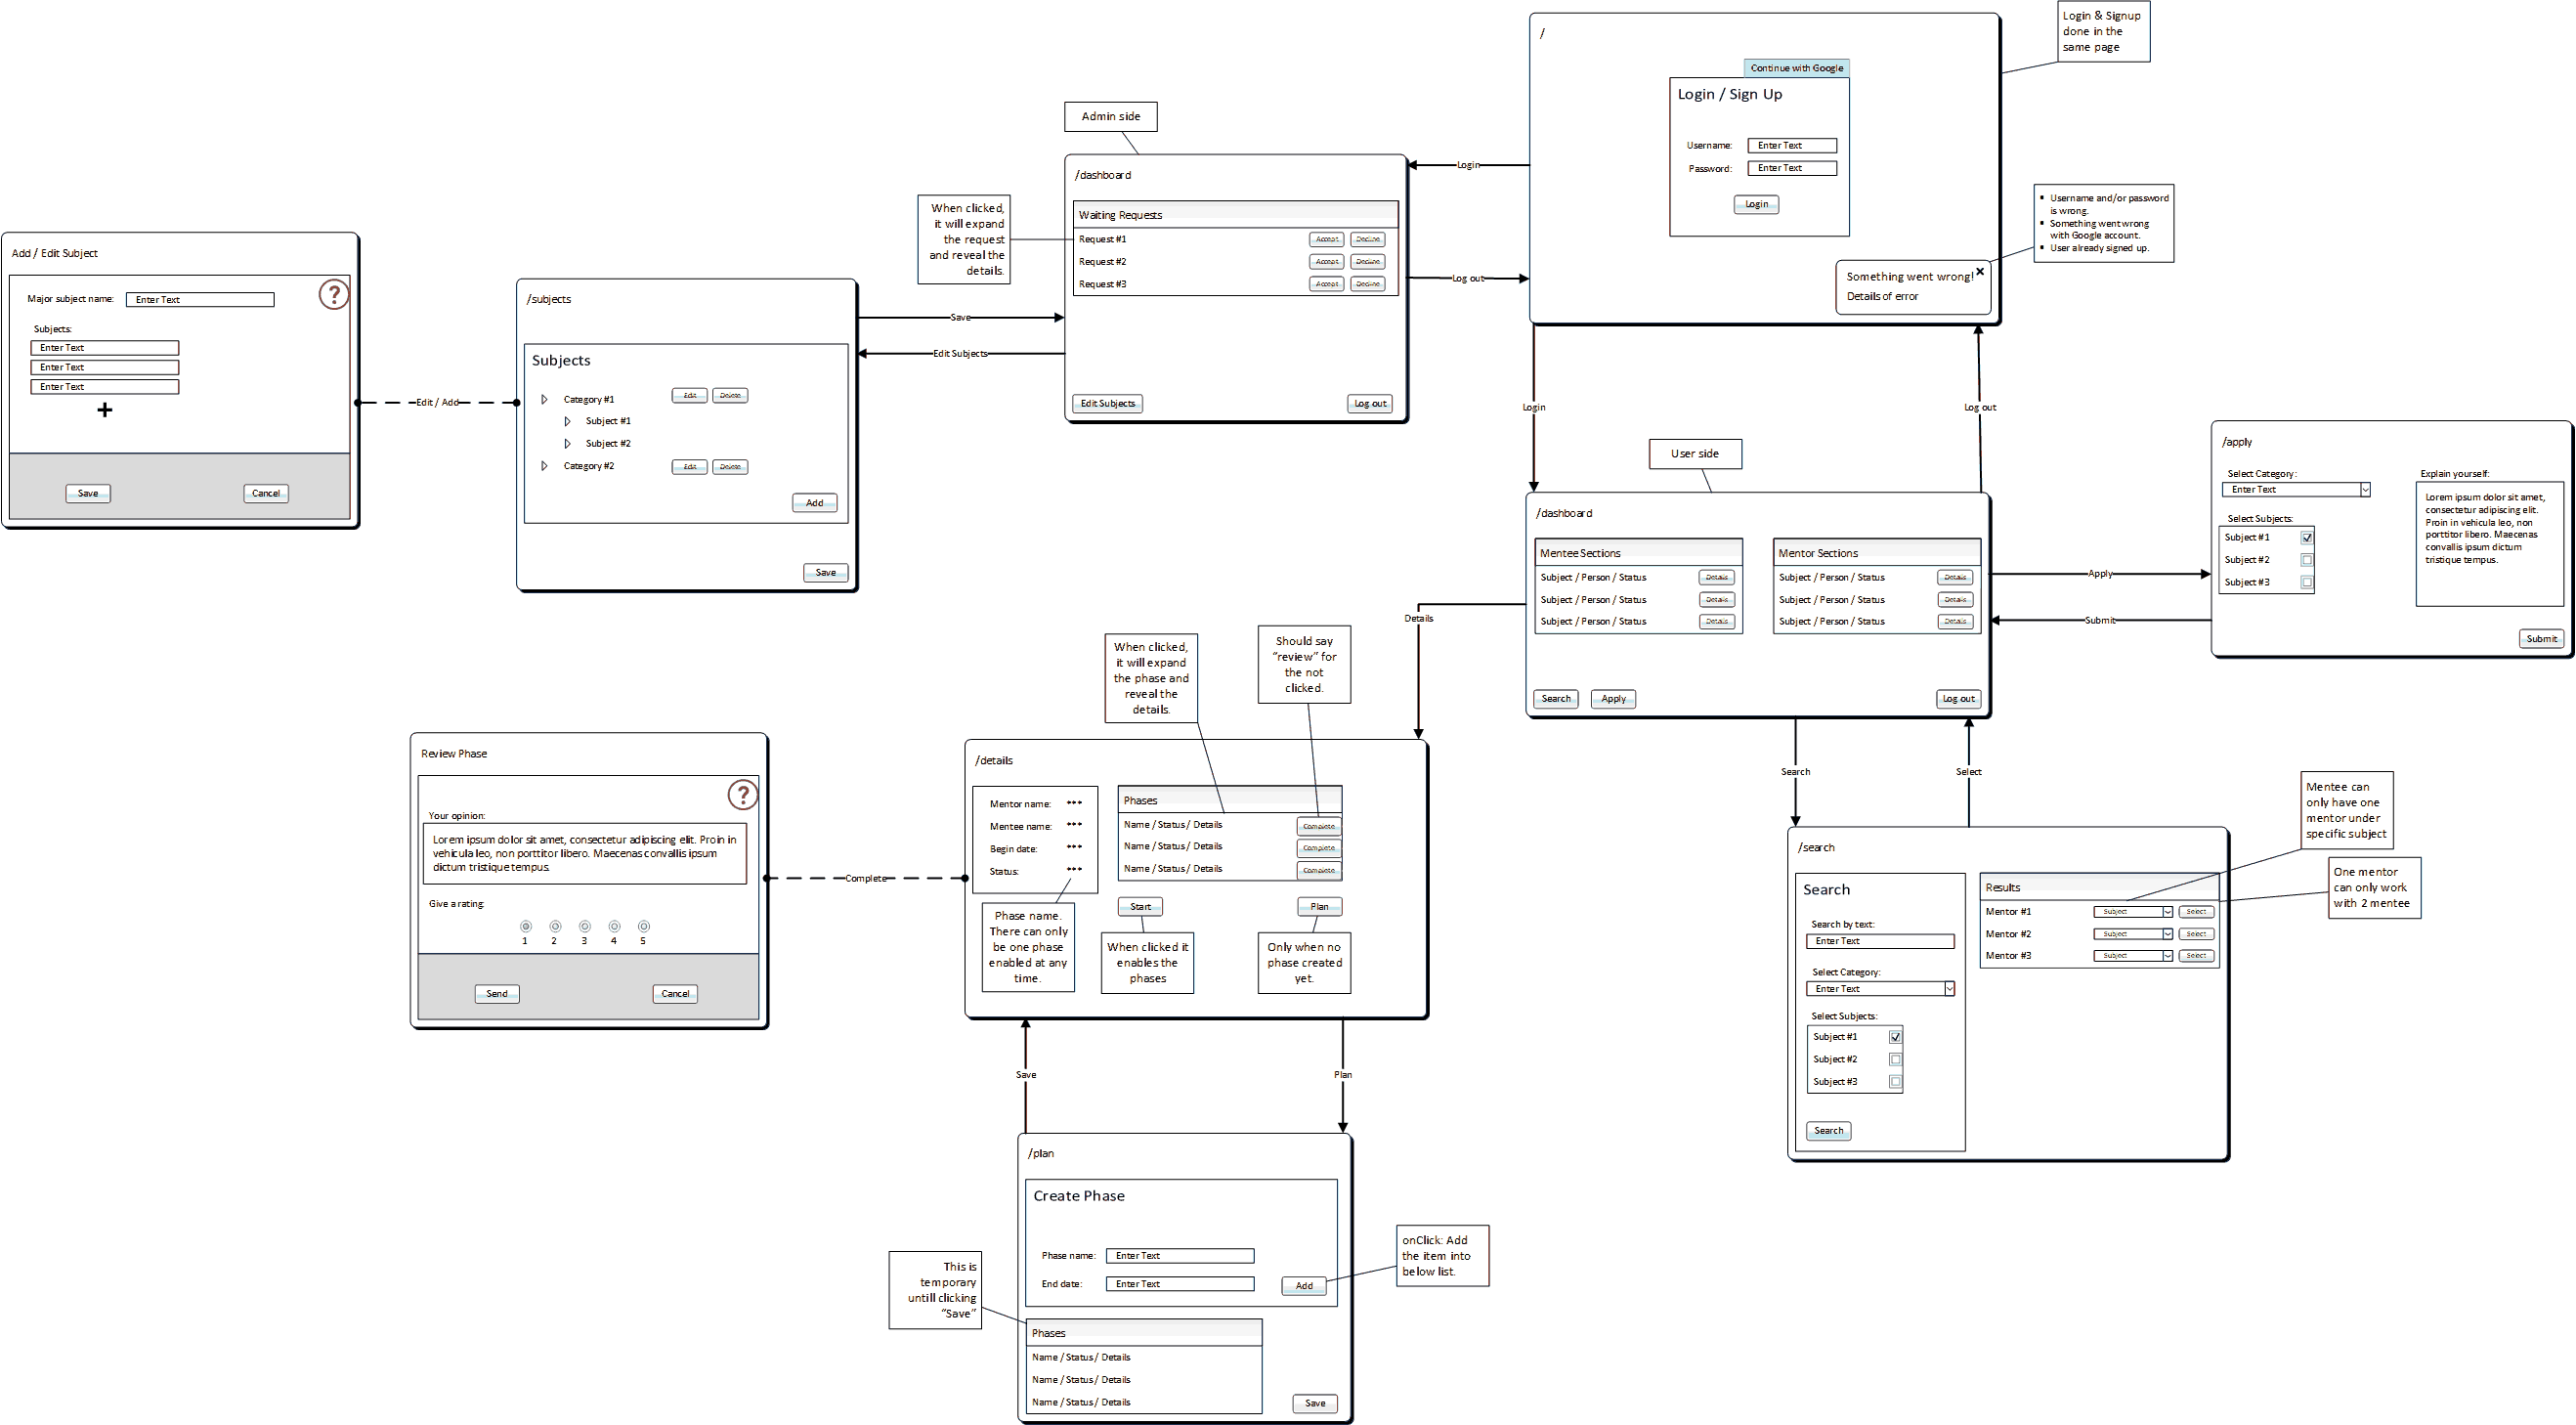 Login & Signup
done in the
same page
/
Continue with Google
Login / Sign Up
Username:
Enter Text
Password:
Enter Text
Login
Username and/or password
is wrong.
Something went wrong
with Google account.
User already signed up.
Something went wrong!
Details of error
Admin side
/dashboard
Waiting Requests
Request #1
Accept
Decline
Request #2
Accept
Decline
Request #3
Accept
Decline
Edit Subjects
Log out
When clicked,
it will expand
the request
and reveal the
details.
Login
Log out
Save
Edit Subjects
Add / Edit Subject
Major subject name:
Enter Text
Subjects:
Enter Text
Enter Text
Enter Text
Save
Cancel
Edit / Add
/subjects
Subjects
Category #1
Edit
Delete
Subject #1
Subject #2
Category #2
Edit
Delete
Add
Save
Login
Log out
User side
/dashboard
Mentee Sections
Subject / Person / Status
Details
Subject / Person / Status
Details
Subject / Person / Status
Details
Mentor Sections
Subject / Person / Status
Details
Subject / Person / Status
Details
Subject / Person / Status
Details
Search
Apply
Log out
Apply
Submit
/apply
Select Category:
Enter Text
Select Subjects:
Subject #1
Subject #2
Subject #3
Explain yourself:
Lorem ipsum dolor sit amet,
consectetur adipiscing elit.
Proin in vehicula leo, non
porttitor libero. Maecenas
convallis ipsum dictum
tristique tempus.
Submit
Details
When clicked,
it will expand
the phase and
reveal the
details.
Should say
“review” for
the not
clicked.
Review Phase
Your opinion:
Lorem ipsum dolor sit amet, consectetur adipiscing elit. Proin in
vehicula leo, non porttitor libero. Maecenas convallis ipsum
dictum tristique tempus.
Give a rating:
1
2
3
4
5
Send
Cancel
Complete
/details
Mentor name:
***
Mentee name:
***
Begin date:
***
Status:
***
Phases
Name / Status / Details
Complete
Name / Status / Details
Complete
Name / Status / Details
Complete
Start
Plan
Phase name.
There can only
be one phase
enabled at any
time.
When clicked it
enables the
phases
Only when no
phase created
yet.
Search
Select
/search
Search
Search by text:
Enter Text
Select Category:
Enter Text
Select Subjects:
Subject #1
Subject #2
Subject #3
Search
Results
Mentor #1
Subject
Select
Mentor #2
Subject
Select
Mentor #3
Subject
Select
Mentee can
only have one
mentor under
specific subject
One mentor
can only work
with 2 mentee
Save
Plan
/plan
Create Phase
Phase name:
Enter Text
End date:
Enter Text
Add
onClick: Add
the item into
below list.
This is
temporary
untill clicking
“Save”
Phases
Name / Status / Details
Name / Status / Details
Name / Status / Details
Save